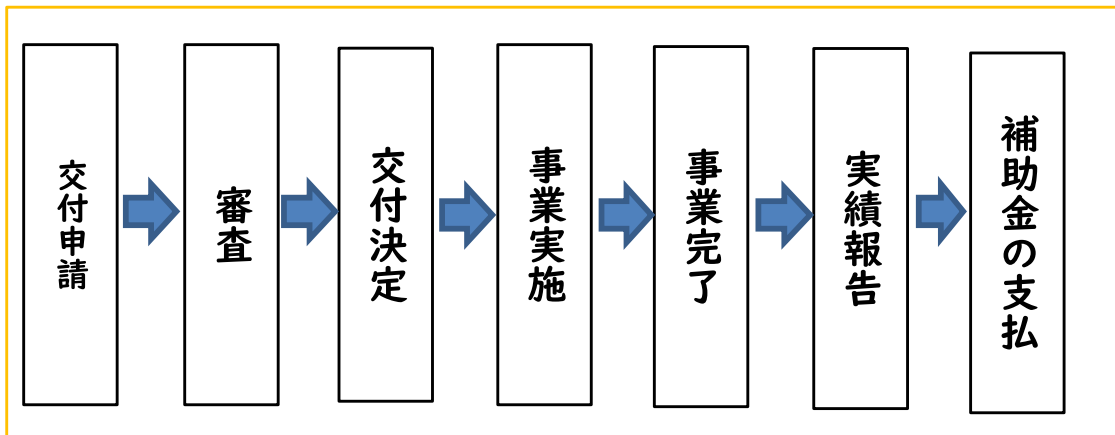 交付申請
審査
交付決定
事業実施
事業完了
実績報告
補助金の支払